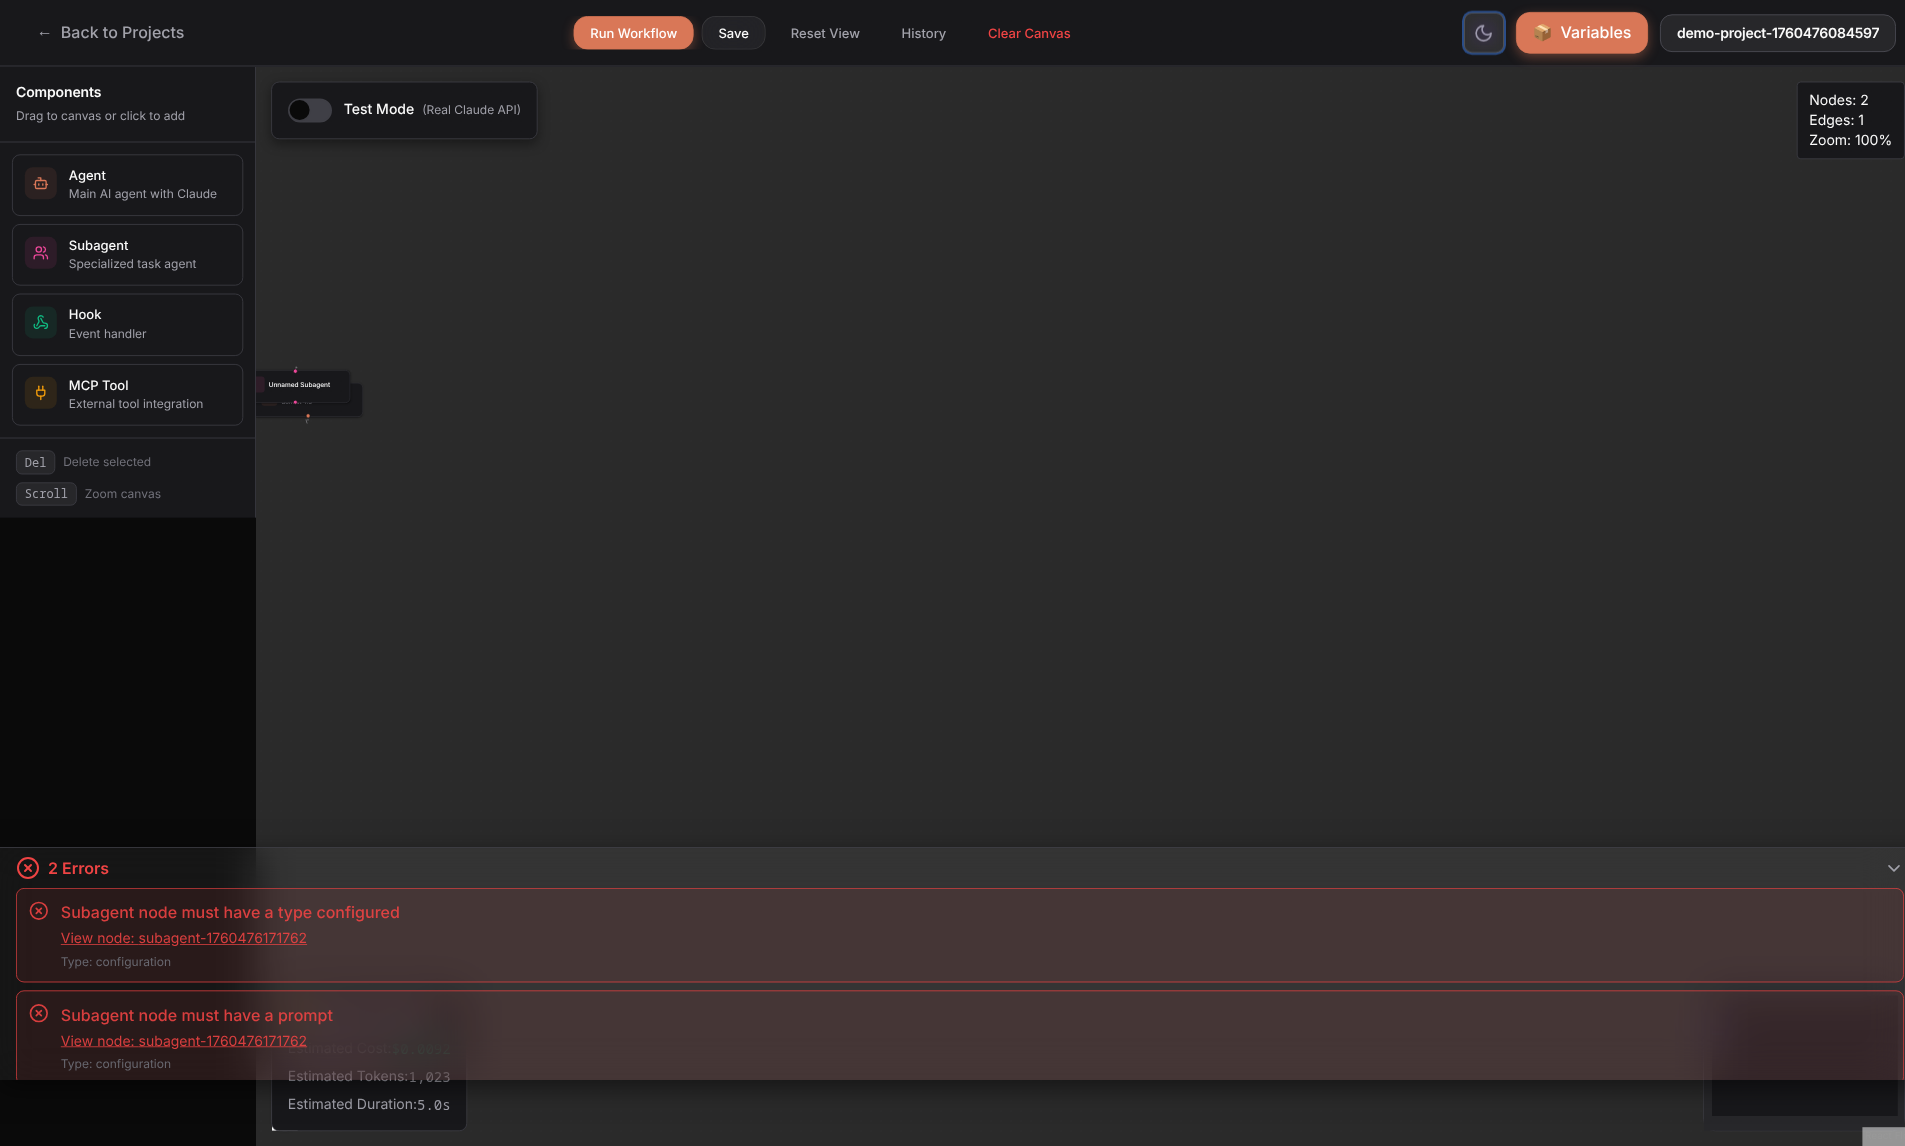 ← Back to Projects
Run Workflow
Save
Reset View
History
Clear Canvas
Variables
demo-project-1760476084597
Components
Drag to canvas or click to add
Agent
Main AI agent with Claude
Subagent
Specialized task agent
Hook
Event handler
MCP Tool
External tool integration
Del Delete selected
Scroll Zoom canvas
Test Mode (Real Claude API)
Nodes: 2
Edges: 1
Zoom: 100%
Unnamed Subagent
2 Errors
Subagent node must have a type configured
View node: subagent-1760476171762
Type: configuration
Subagent node must have a prompt
View node: subagent-1760476171762
Type: configuration
Estimated Cost:
Estimated Tokens:1,023
Estimated Duration:5.0s